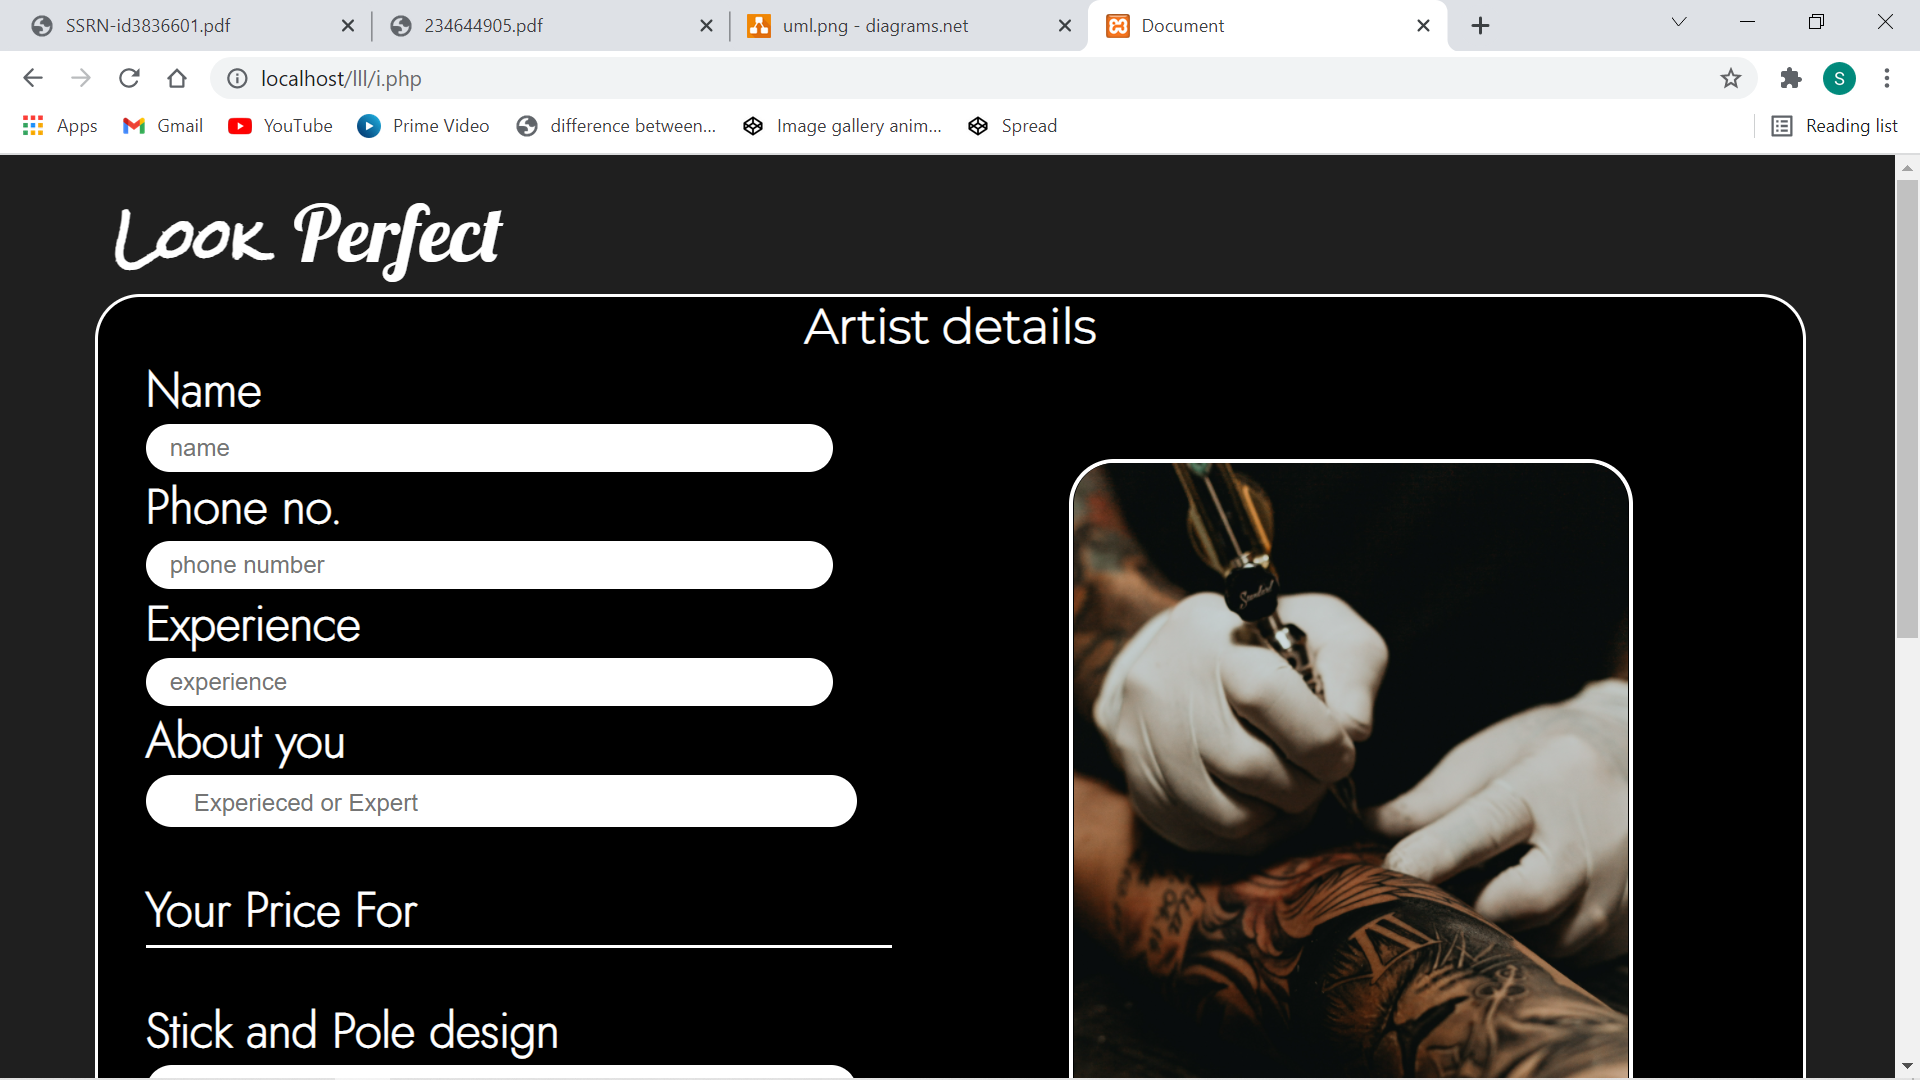 SSRN-id3836601.pdf
234644905.pdf
uml.png - diagrams.net
Document
localhost/lll/i.php
S
Apps
Gmail
YouTube
Prime Video
difference between...
Image gallery anim...
Spread
Reading list
Look Perfect
Artist details
Name
name
Phone no.
phone number
Experience
experience
About you
Experieced or Expert
Your Price For
Stick and Pole design